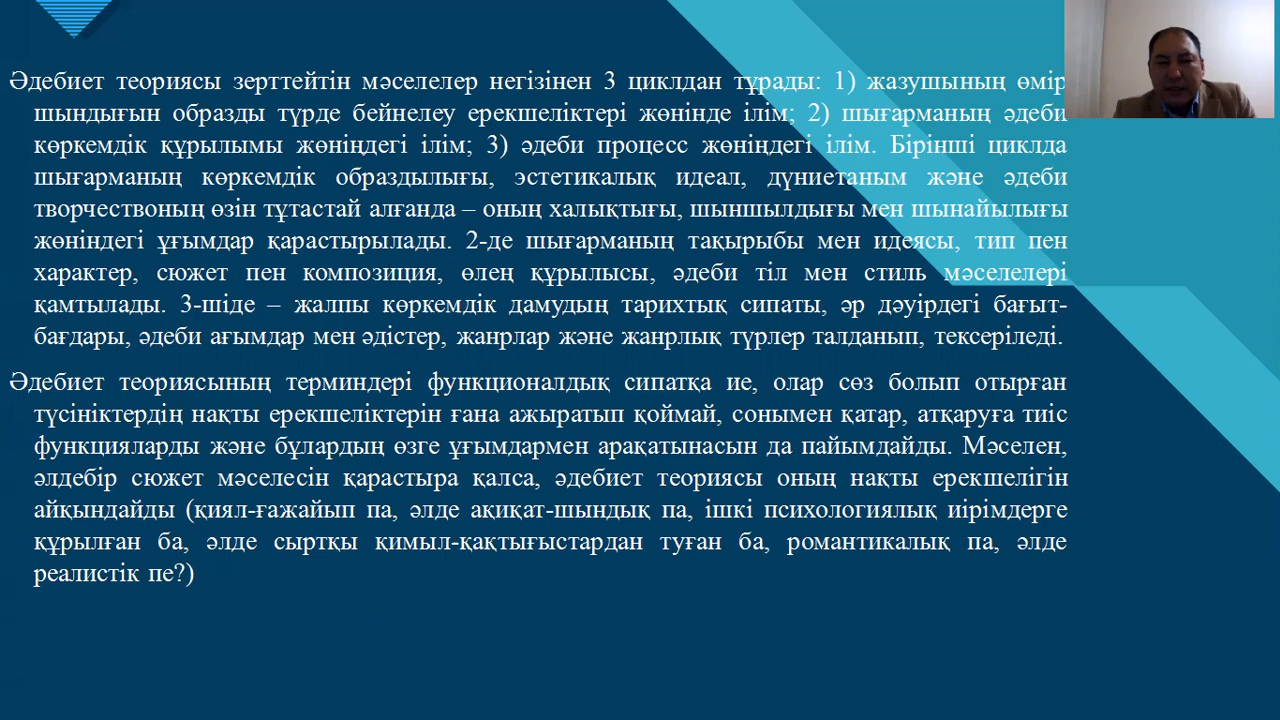 Әдебиет теориясы зерттейтін мәселелер негізінен 3 циклдан тұрады: 1) жазушының өмір
шындығын образды түрде бейнелеу ерекшеліктері жөнінде ілім; 2) шығарманың әдеби
көркемдік құрылымы жөніңдегі ілім; 3) әдеби процесс жөніңдегі ілім. Бірінші циклда
шығарманың көркемдік образдылығы, эстетикалық идеал, дүниетаным және әдеби
творчествоның өзін тұтастай алғанда – оның халықтығы, шыншылдығы мен шынайылығы
жөніндегі ұғымдар қарастырылады. 2-де шығарманың тақырыбы мен идеясы, тип пен
характер, сюжет пен композиция, өлең құрылысы, әдеби тіл мен стиль мәселелері
қамтылады. 3-шіде – жалпы көркемдік дамудың тарихтық сипаты, әр дәуірдегі бағыт-
бағдары, әдеби ағымдар мен әдістер, жанрлар және жанрлық түрлер талданып, тексеріледі.
Әдебиет теориясының терминдері функционалдық сипатқа ие, олар сөз болып отырған
түсініктердің нақты ерекшеліктерін ғана ажыратып қоймай, сонымен қатар, атқаруға тиіс
функцияларды және бұлардың өзге ұғымдармен арақатынасын да пайымдайды. Мәселен,
әлдебір сюжет мәселесін қарастыра қалса, әдебиет теориясы оның нақты ерекшелігін
айқындайды (қиял-ғажайып па, әлде ақиқат-шындық па, ішкі психологиялық иірімдерге
құрылған ба, әлде сыртқы қимыл-қақтығыстардан туған ба, романтикалық па, әлде
реалистік пе?)